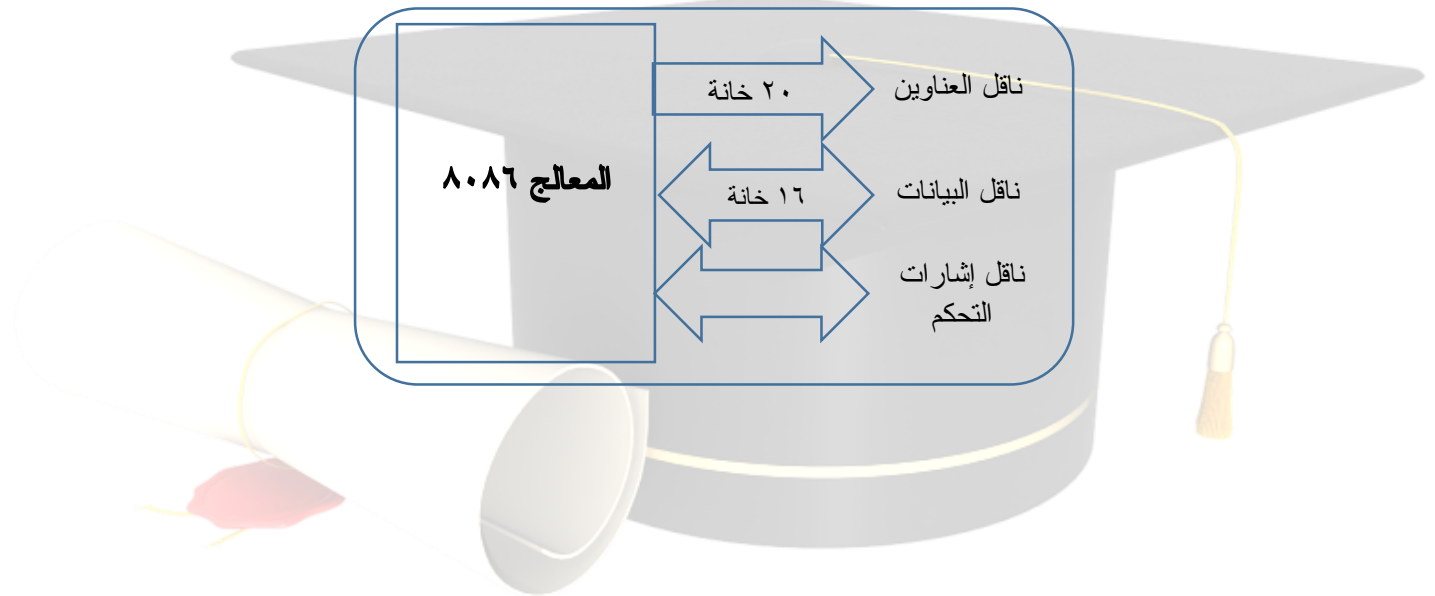 ناقل العناوين
٢٠ خانة
المعالج ٨٠٨٦
ناقل البيانات
١٦ خانة
ناقل إشارات
التحكم